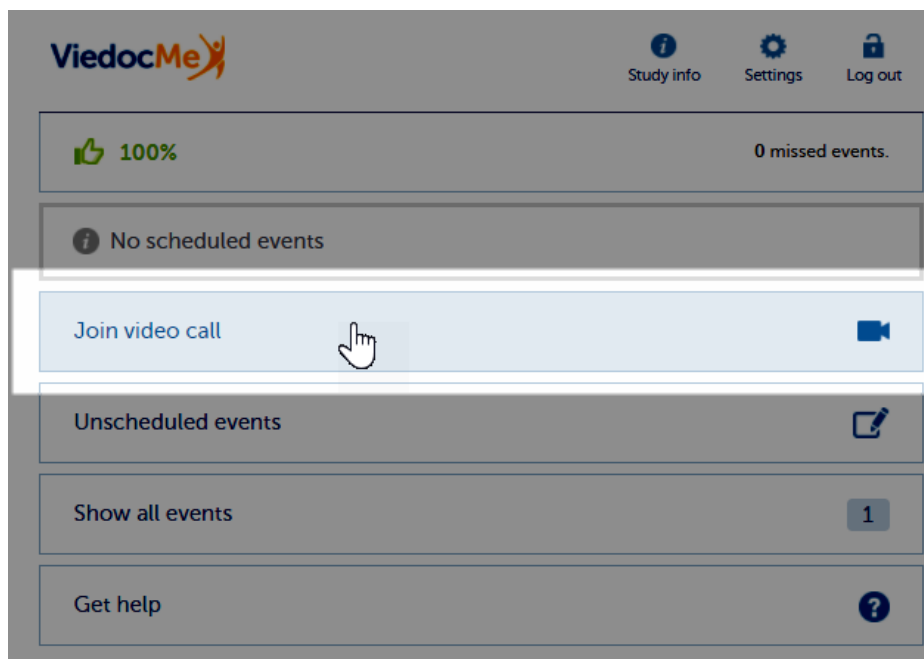 ViedocMe
Study info
Settings
Log out
100%
0 missed events.
No scheduled events
Join video call
Unscheduled events
Show all events
1
Get help